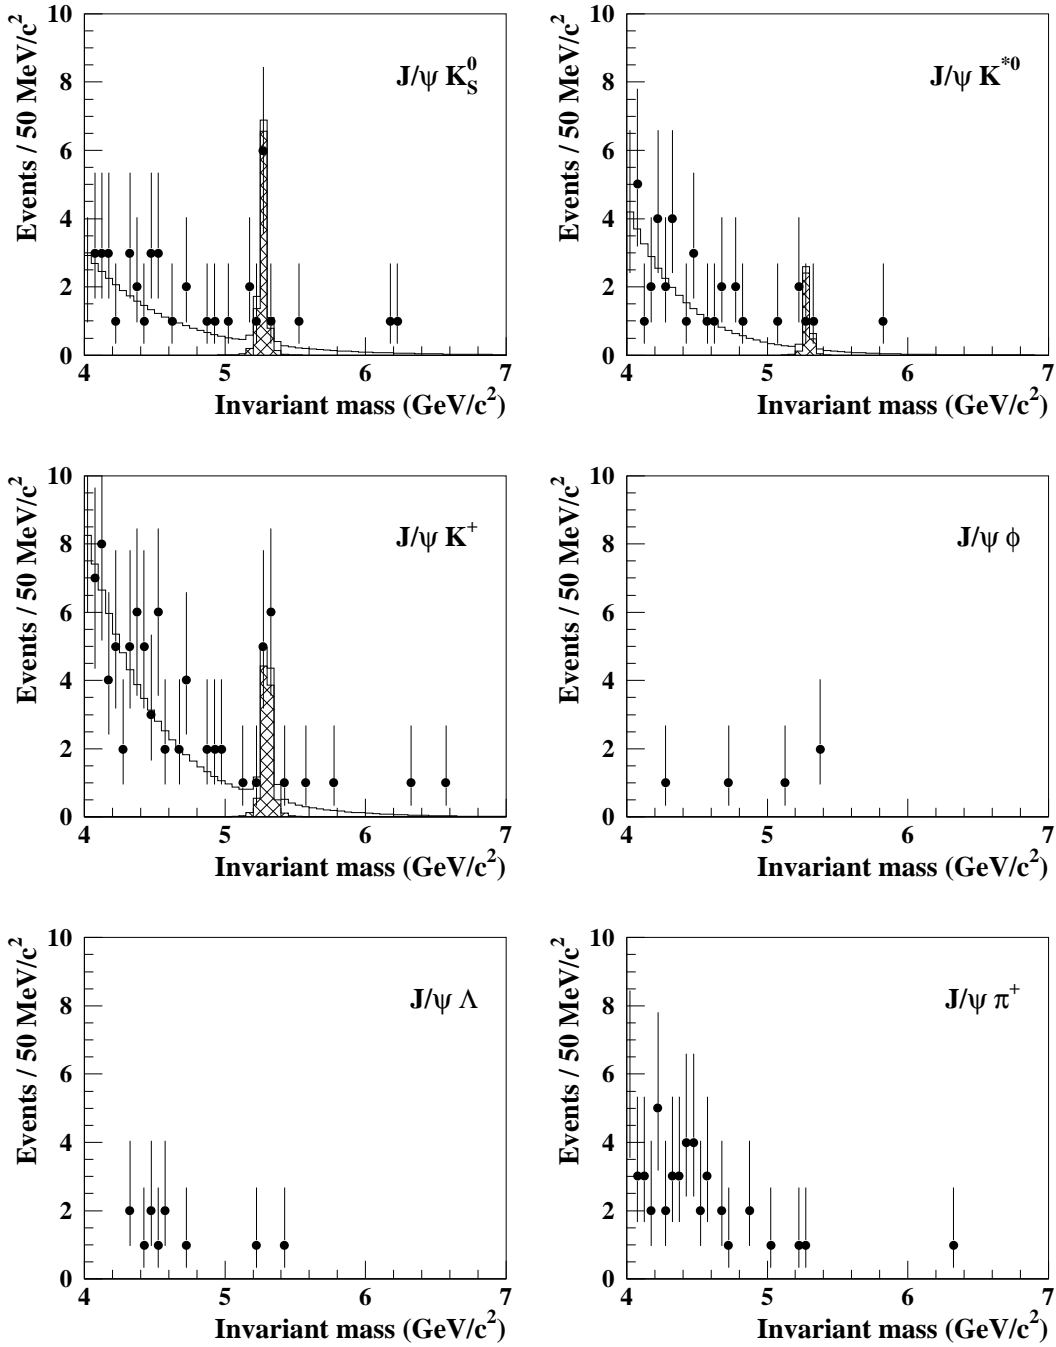 Events / 50 MeV/c²
10
8
6
4
2
0
J/ψ K⁰_S
4 5 6 7
Invariant mass (GeV/c²)
Events / 50 MeV/c²
10
8
6
4
2
0
J/ψ K*⁰
4 5 6 7
Invariant mass (GeV/c²)
Events / 50 MeV/c²
10
8
6
4
2
0
J/ψ K⁺
4 5 6 7
Invariant mass (GeV/c²)
Events / 50 MeV/c²
10
8
6
4
2
0
J/ψ ϕ
4 5 6 7
Invariant mass (GeV/c²)
Events / 50 MeV/c²
10
8
6
4
2
0
J/ψ Λ
4 5 6 7
Invariant mass (GeV/c²)
Events / 50 MeV/c²
10
8
6
4
2
0
J/ψ π⁺
4 5 6 7
Invariant mass (GeV/c²)